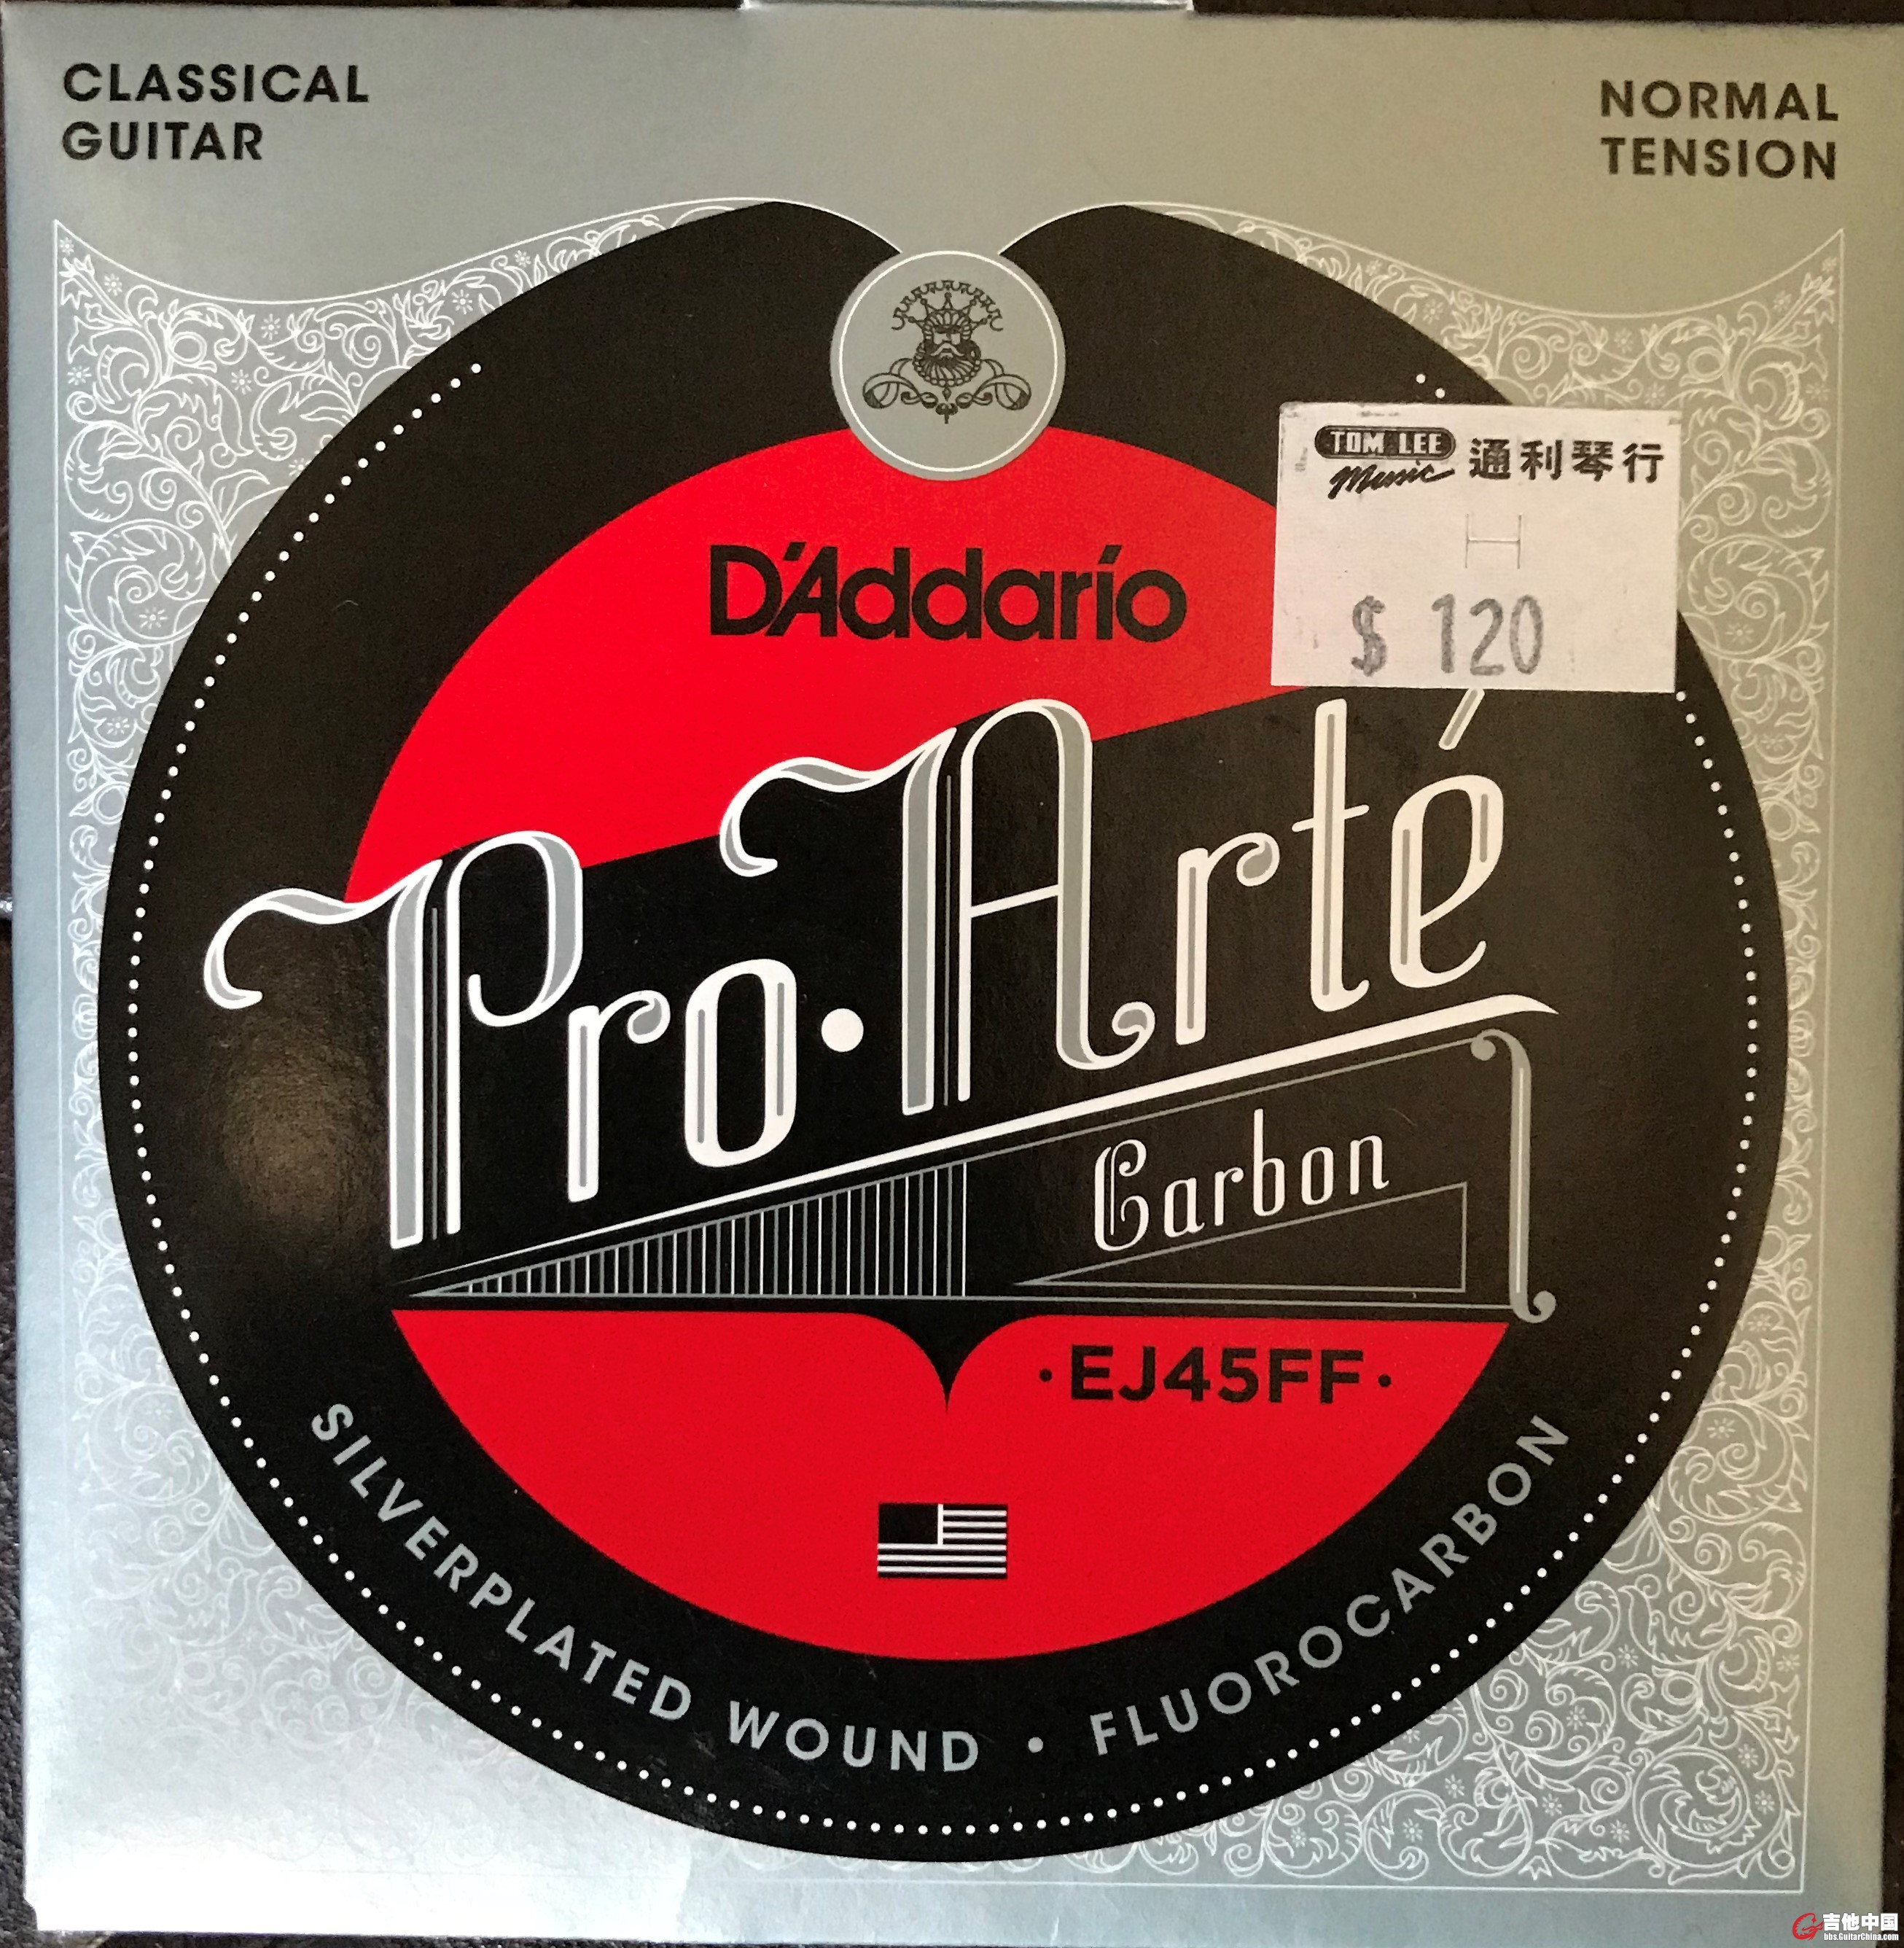 CLASSICAL
GUITAR
NORMAL
TENSION
TOM LEE
Music 通利琴行
H
$ 120
D'Addario
Pro·Arté
Carbon
·EJ45FF·
SILVERPLATED WOUND • FLUOROCARBON
吉他中国
bbs.GuitarChina.com